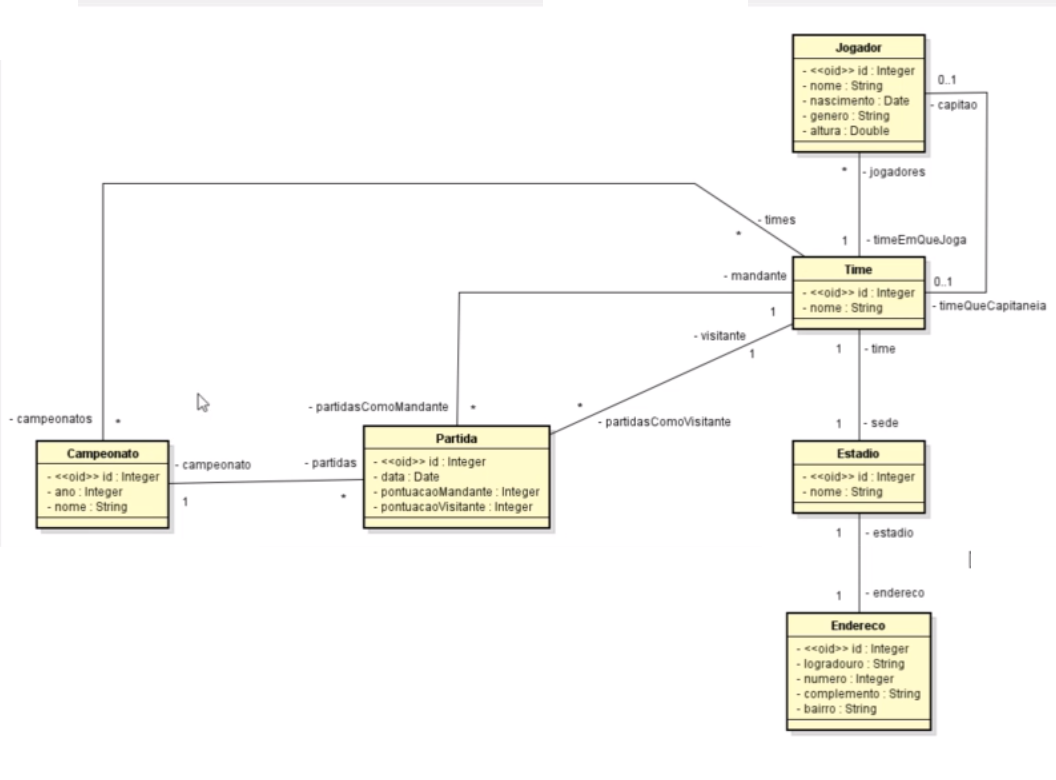 Jogador
- <<oid>> id : Integer
- nome : String
- nascimento : Date
- genero : String
- altura : Double
0..1
- capitao
* - jogadores
1 - timeEmQueJoga
- times
*
Time
- <<oid>> id : Integer
- nome : String
- mandante
1
0..1
- timeQueCapitaneia
- visitante
1
1 - time
- campeonatos *
- partidasComoMandante *
*
- partidasComoVisitante
1 - sede
Campeonato
- <<oid>> id : Integer
- ano : Integer
- nome : String
- campeonato
1
- partidas
*
Partida
- <<oid>> id : Integer
- data : Date
- pontuacaoMandante : Integer
- pontuacaoVisitante : Integer
Estadio
- <<oid>> id : Integer
- nome : String
1 - estadio
1 - endereco
Endereco
- <<oid>> id : Integer
- logradouro : String
- numero : Integer
- complemento : String
- bairro : String